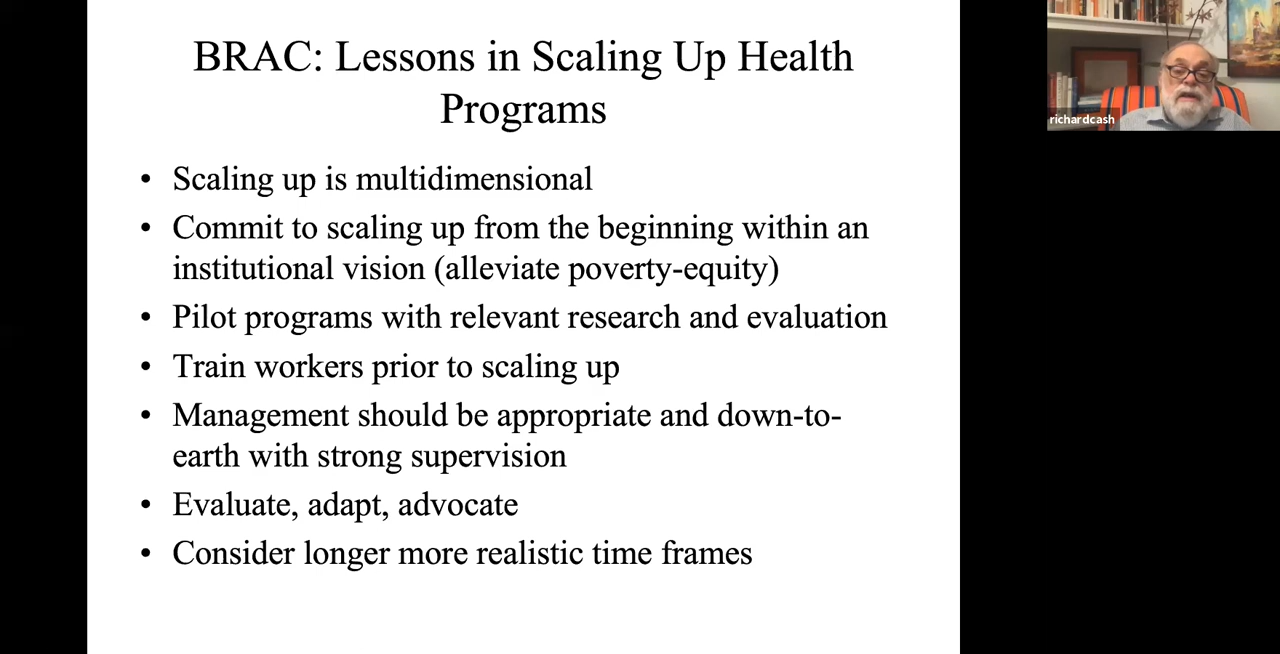 BRAC: Lessons in Scaling Up Health
Programs
• Scaling up is multidimensional
• Commit to scaling up from the beginning within an
institutional vision (alleviate poverty-equity)
• Pilot programs with relevant research and evaluation
• Train workers prior to scaling up
• Management should be appropriate and down-to-
earth with strong supervision
• Evaluate, adapt, advocate
• Consider longer more realistic time frames
richardcash